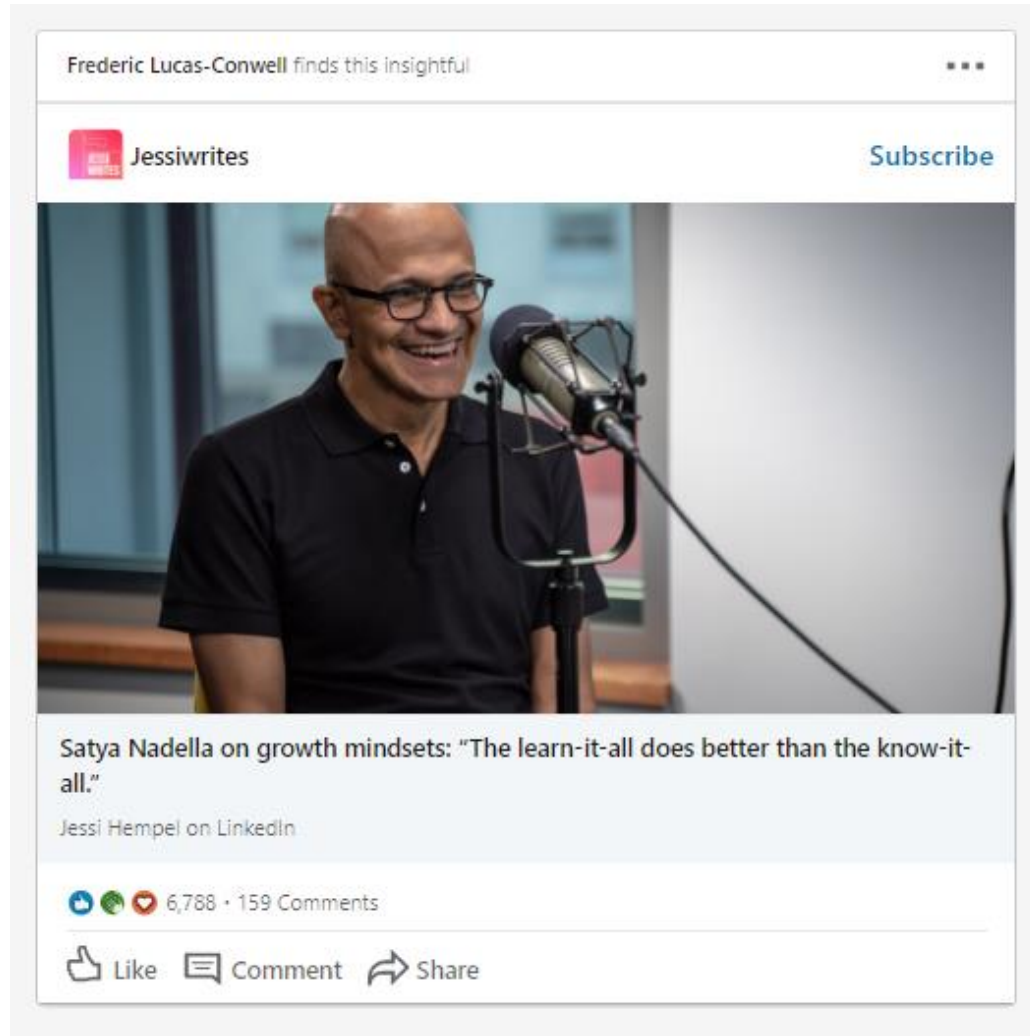 Frederic Lucas-Conwell finds this insightful
Jessiwrites
Subscribe
Satya Nadella on growth mindsets: “The learn-it-all does better than the know-it-
all.”
Jessi Hempel on LinkedIn
6,788 • 159 Comments
Like Comment Share